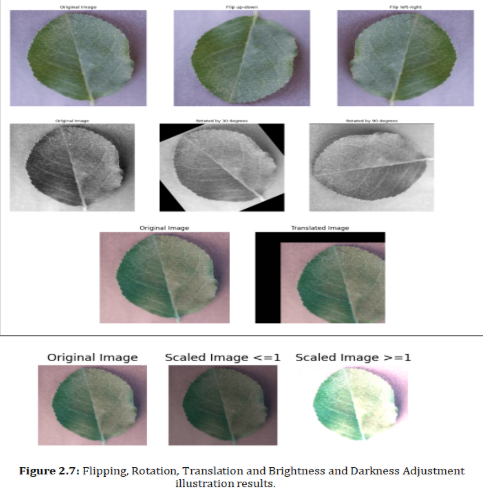 Original Image Flip up-down Flip left-right
Original Image Rotated by 30 degrees Rotated by 90 degrees
Original Image Translated Image
Original Image Scaled Image <=1 Scaled Image >=1
Figure 2.7: Flipping, Rotation, Translation and Brightness and Darkness Adjustment
illustration results.